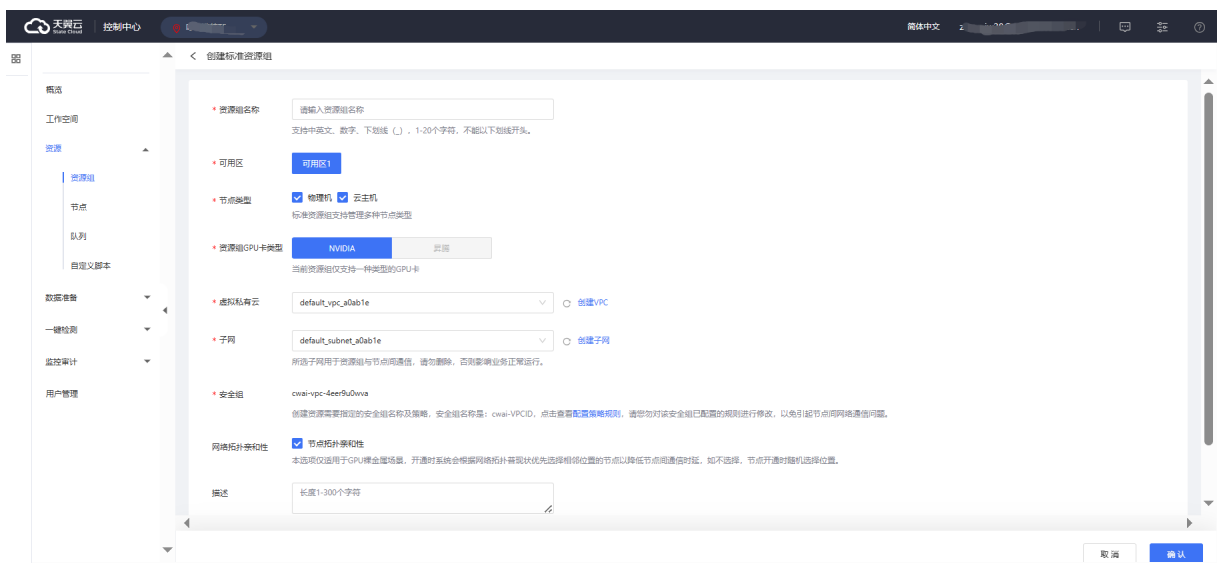 天翼云
State Cloud
控制中心
简体中文
概览
工作空间
资源
资源组
节点
队列
自定义脚本
数据准备
一键检测
监控审计
用户管理
创建标准资源组
* 资源组名称
请输入资源组名称
支持中英文、数字、下划线（_），1-20个字符，不能以下划线开头。
* 可用区
可用区1
* 节点类型
物理机 云主机
标准资源组支持管理多种节点类型
* 资源组GPU卡类型
NVIDIA
昇腾
当前资源组仅支持一种类型的GPU卡
* 虚拟私有云
default_vpc_a0ab1e
创建VPC
* 子网
default_subnet_a0ab1e
创建子网
所选子网用于资源组与节点间通信，请勿删除，否则影响业务正常运行。
* 安全组
cwai-vpc-4eer9u0wva
创建资源需要指定的安全组名称及策略，安全组名称是：cwai-VPCID，点击查看配置策略规则，请您勿对该安全组已配置的规则进行修改，以免引起节点间网络通信问题。
网络拓扑亲和性
节点拓扑亲和性
本选项仅适用于GPU裸金属场景，开通时系统会根据网络拓扑普现状优先选择相邻位置的节点以降低节点间通信时延，如不选择，节点开通时随机选择位置。
描述
长度1-300个字符
取消
确认